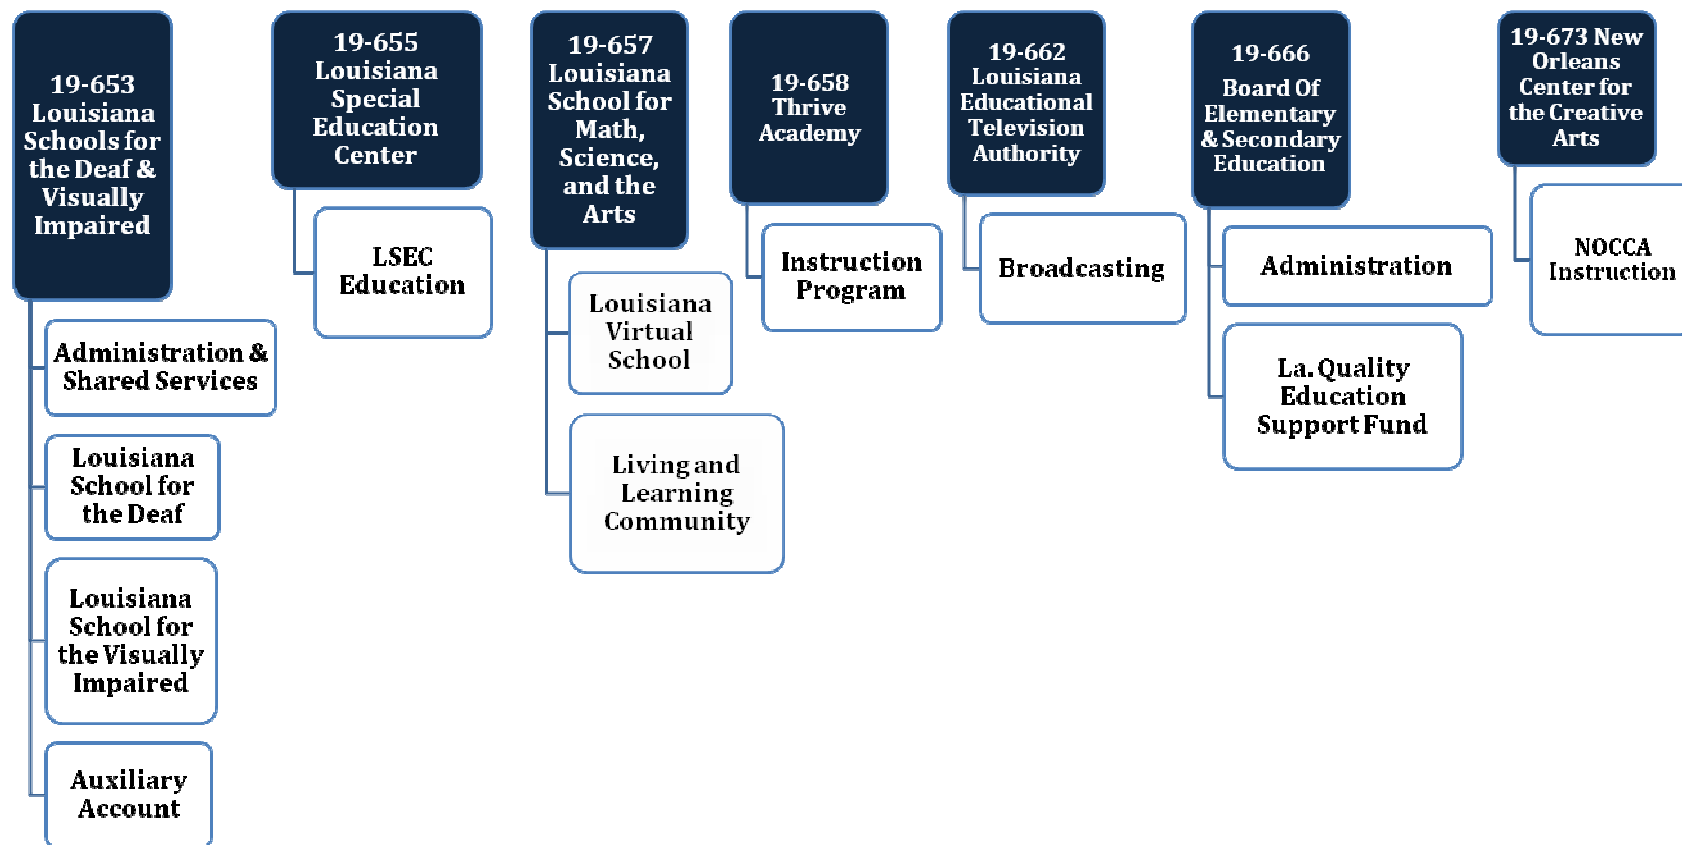 19-653
Louisiana
Schools for
the Deaf &
Visually
Impaired
Administration &
Shared Services
Louisiana
School for
the Deaf
Louisiana
School for
the Visually
Impaired
Auxiliary
Account
19-655
Louisiana
Special
Education
Center
LSEC
Education
19-657
Louisiana
School for
Math,
Science,
and the
Arts
Louisiana
Virtual
School
Living and
Learning
Community
19-658
Thrive
Academy
Instruction
Program
19-662
Louisiana
Educational
Television
Authority
Broadcasting
19-666
Board Of
Elementary
& Secondary
Education
Administration
La. Quality
Education
Support Fund
19-673 New
Orleans
Center for
the Creative
Arts
NOCCA
Instruction